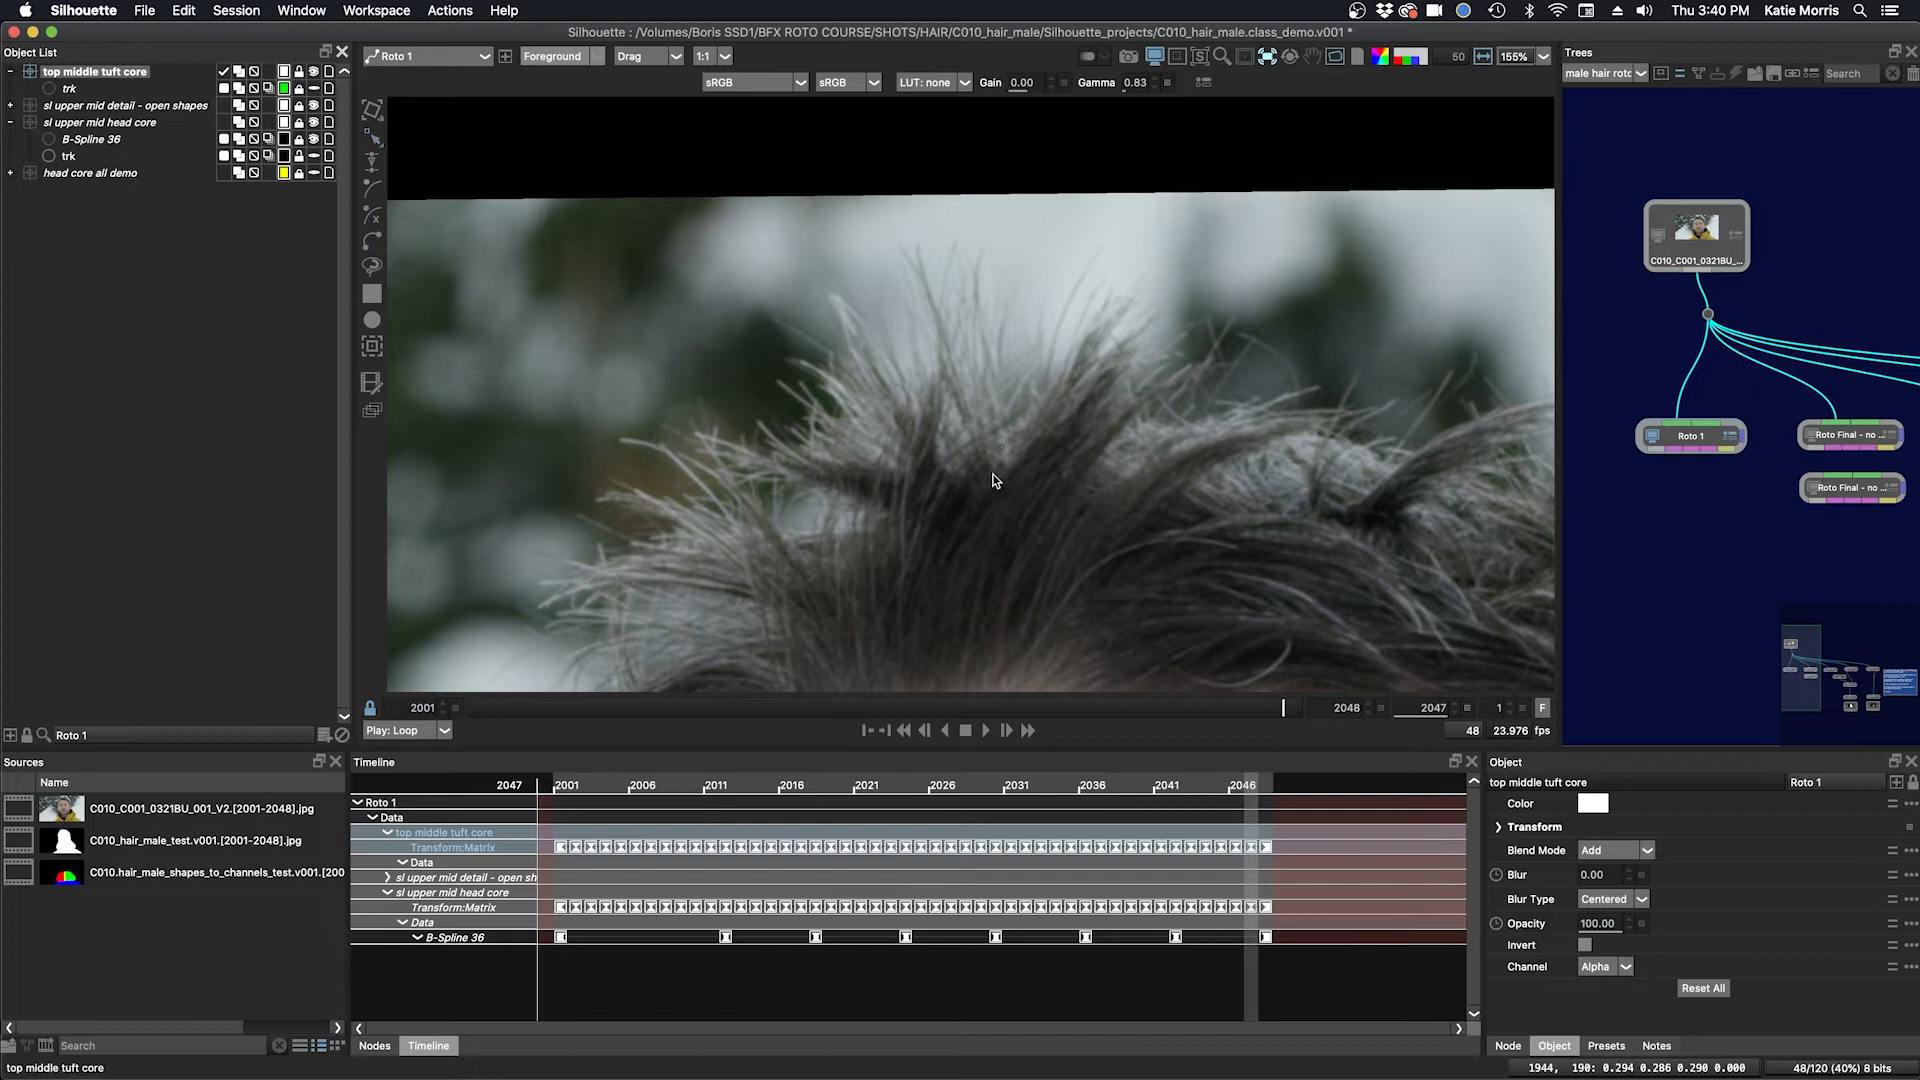 Silhouette File Edit Session Window Workspace Actions Help Thu 3:40 PM Katie Morris
Silhouette : /Volumes/Boris SSD1/BFX ROTO COURSE/SHOTS/HAIR/C010_hair_male/Silhouette_projects/C010_hair_male.class_demo.v001 *
Object List
top middle tuft core
trk
sl upper mid detail - open shapes
sl upper mid head core
B-Spline 36
trk
head core all demo
Roto 1
Roto 1 Foreground Drag 1:1 50 155%
sRGB sRGB LUT: none Gain 0.00 Gamma 0.83
Trees
male hair roto Search
C010_C001_0321BU_...
Roto 1
Roto Final - no ...
Roto Final - no ...
2001 2048 2047 1 F
Play: Loop 48 23.976 fps
Sources
Name
C010_C001_0321BU_001_V2.[2001-2048].jpg
C010_hair_male_test.v001.[2001-2048].jpg
C010.hair_male_shapes_to_channels_test.v001.[200
Search
top middle tuft core
Timeline
2047 2001 2006 2011 2016 2021 2026 2031 2036 2041 2046
Roto 1
Data
top middle tuft core
Transform:Matrix
Data
sl upper mid detail - open sh
sl upper mid head core
Transform:Matrix
Data
B-Spline 36
Nodes Timeline
Object
top middle tuft core Roto 1
Color
Transform
Blend Mode Add
Blur 0.00
Blur Type Centered
Opacity 100.00
Invert
Channel Alpha
Reset All
Node Object Presets Notes
1944, 190: 0.294 0.286 0.290 0.000 48/120 (40%) 8 bits